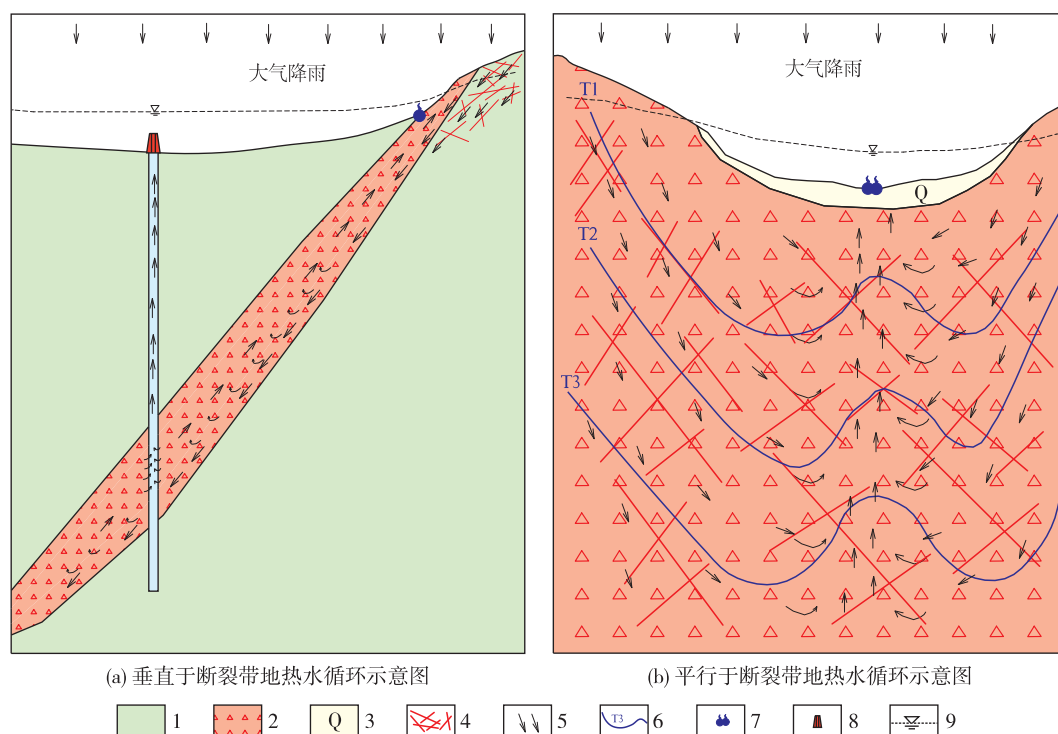 大气降雨
大气降雨
T1
Q
T2
T3
(a) 垂直于断裂带地热水循环示意图
(b) 平行于断裂带地热水循环示意图
1
2
Q 3
4
5
T3 6
7
8
9